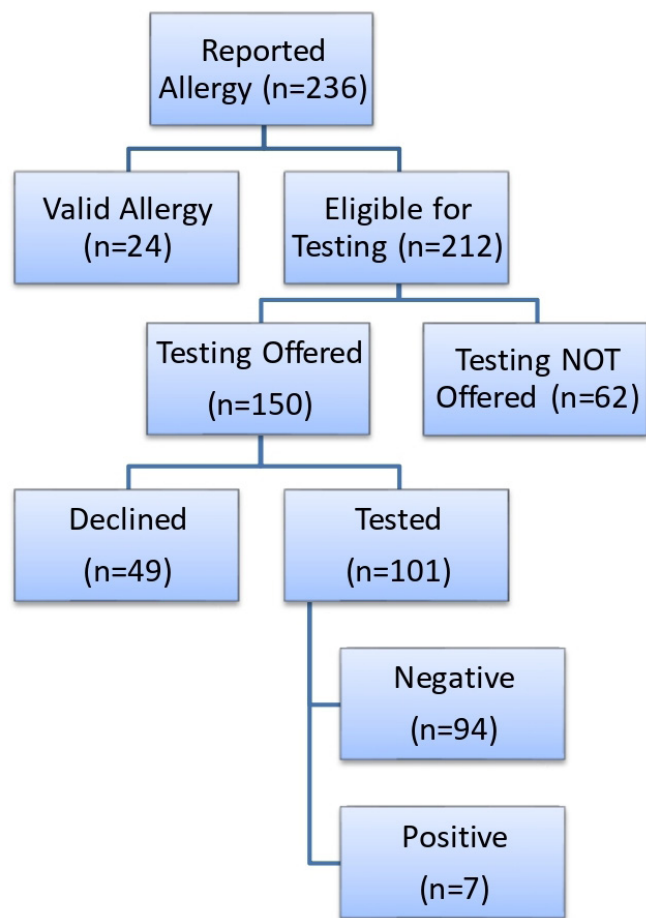 Reported
Allergy (n=236)
Valid Allergy
(n=24)
Eligible for
Testing (n=212)
Testing Offered
(n=150)
Testing NOT
Offered (n=62)
Declined
(n=49)
Tested
(n=101)
Negative
(n=94)
Positive
(n=7)